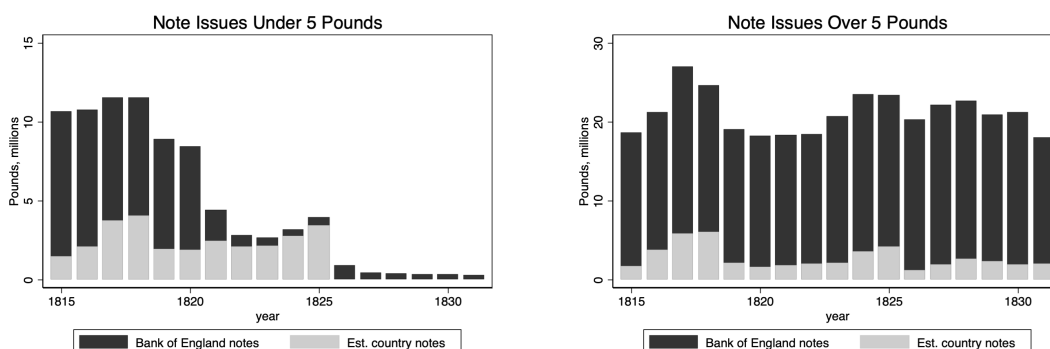 Note Issues Under 5 Pounds
15
10
5
0
Pounds, millions
1815
1820
1825
1830
year
Bank of England notes
Est. country notes
Note Issues Over 5 Pounds
30
20
10
0
Pounds, millions
1815
1820
1825
1830
year
Bank of England notes
Est. country notes